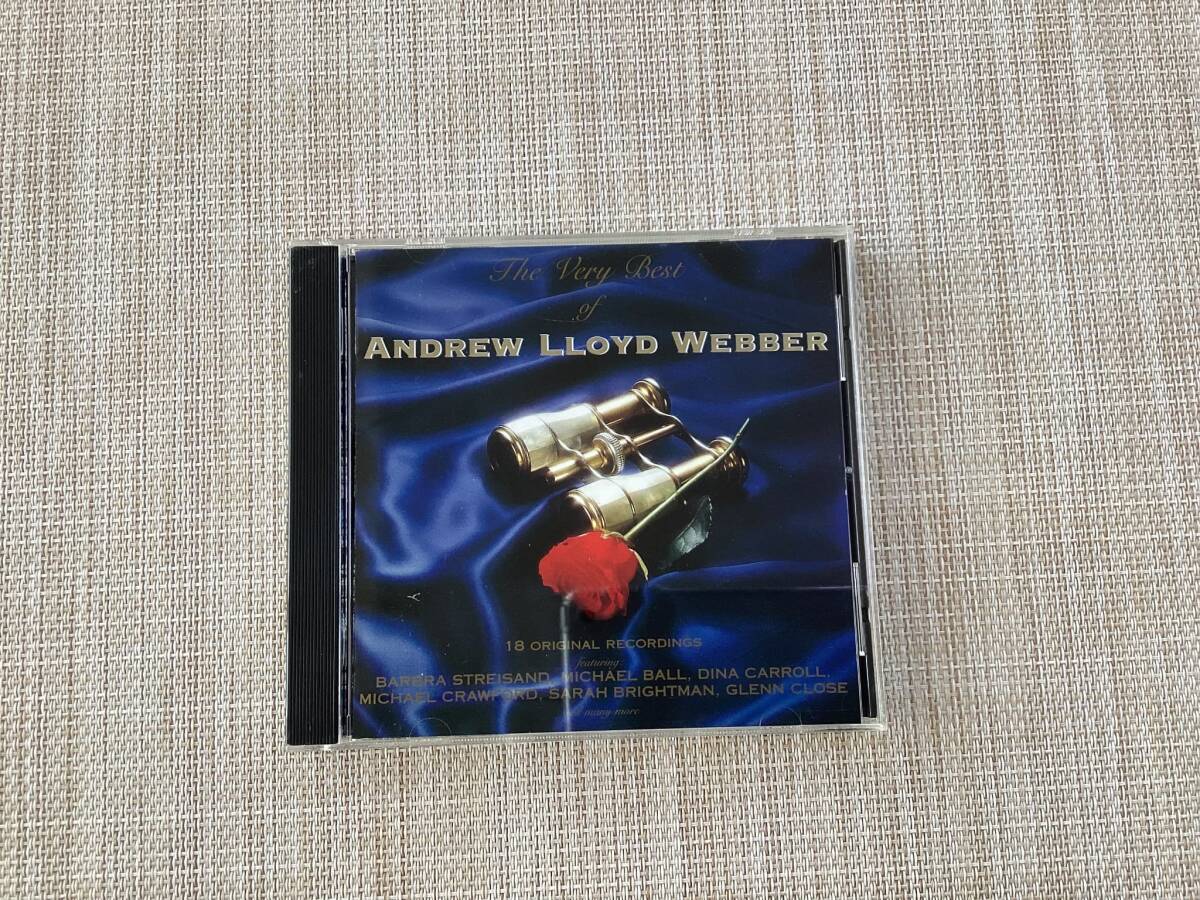 The Very Best
of
ANDREW LLOYD WEBBER
18 ORIGINAL RECORDINGS
featuring
BARBRA STREISAND, MICHAEL BALL, DINA CARROLL,
MICHAEL CRAWFORD, SARAH BRIGHTMAN, GLENN CLOSE
and many more